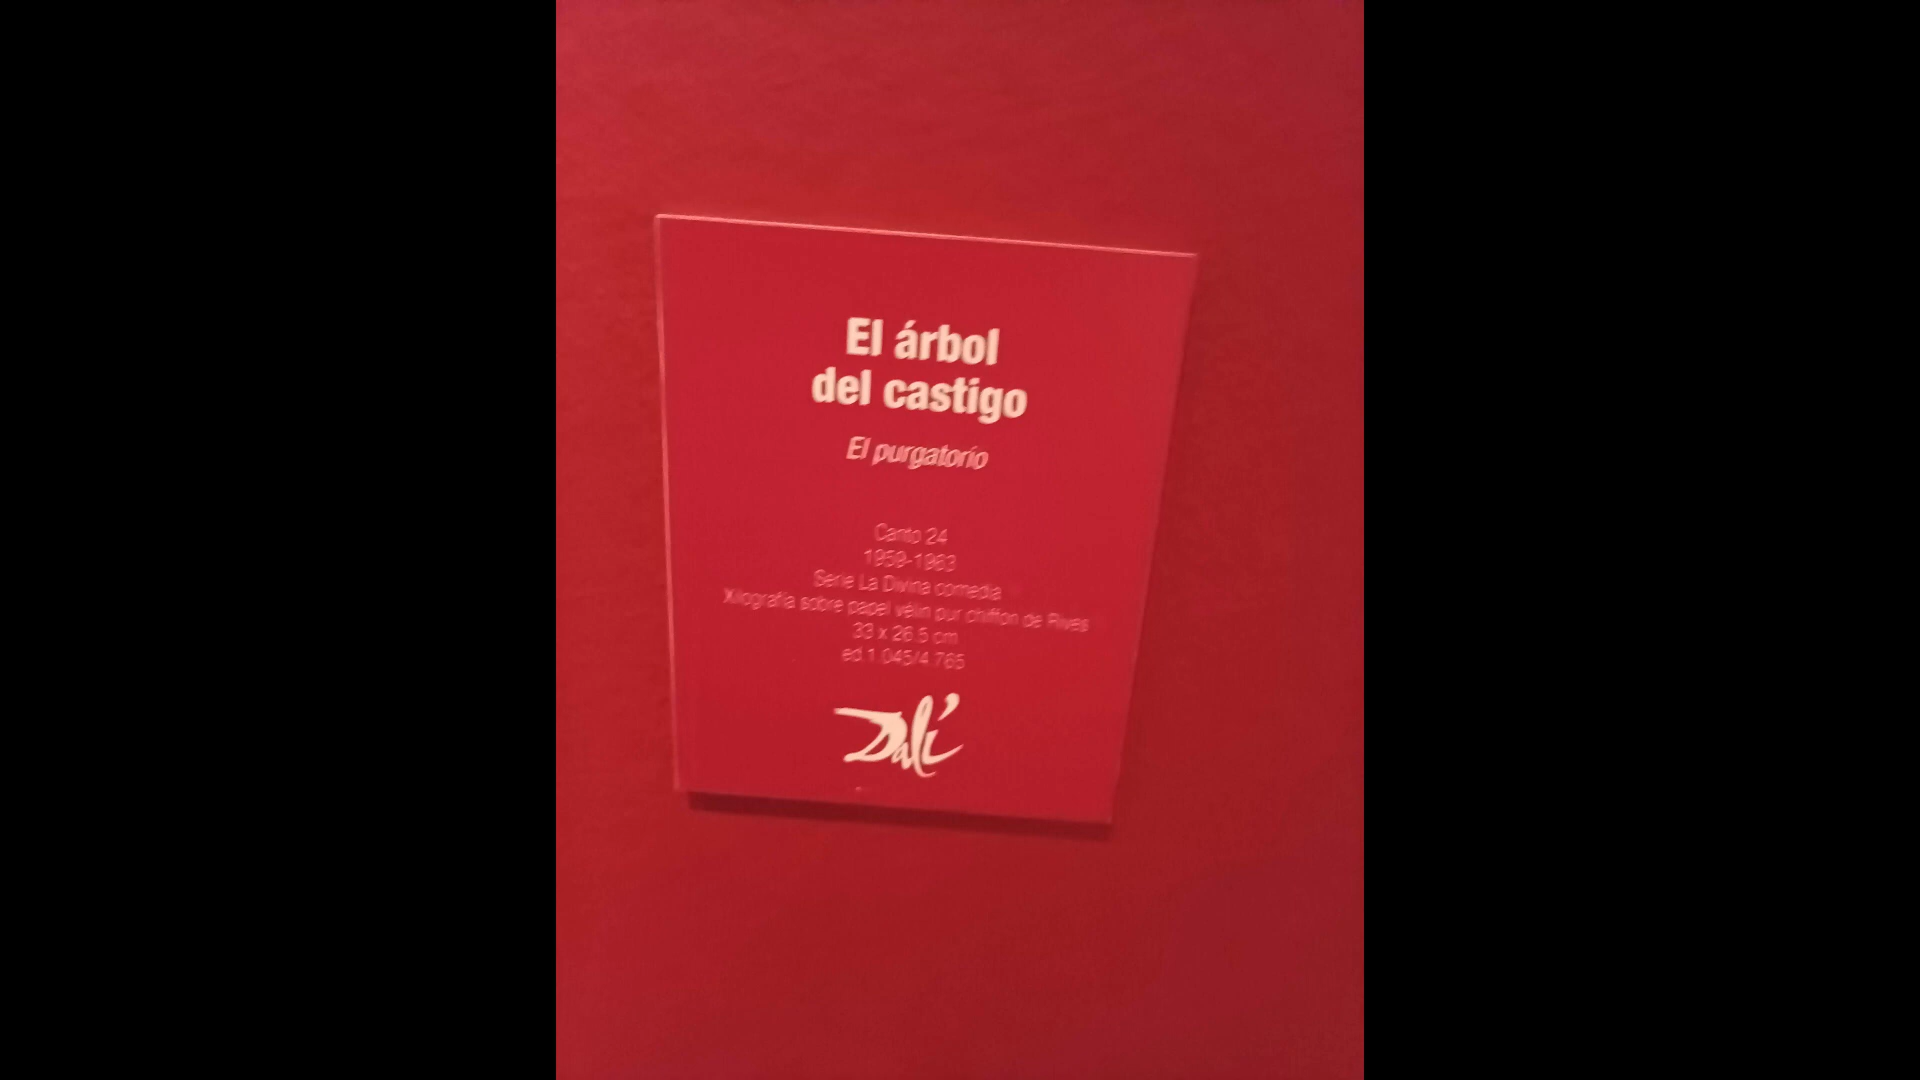 El árbol
del castigo
El purgatorio
Canto 24
1959-1963
Serie La Divina comedia
Xilografía sobre papel vélin pur chiffon de Rives
33 x 26.5 cm
ed 1.045/4.765
Dalí